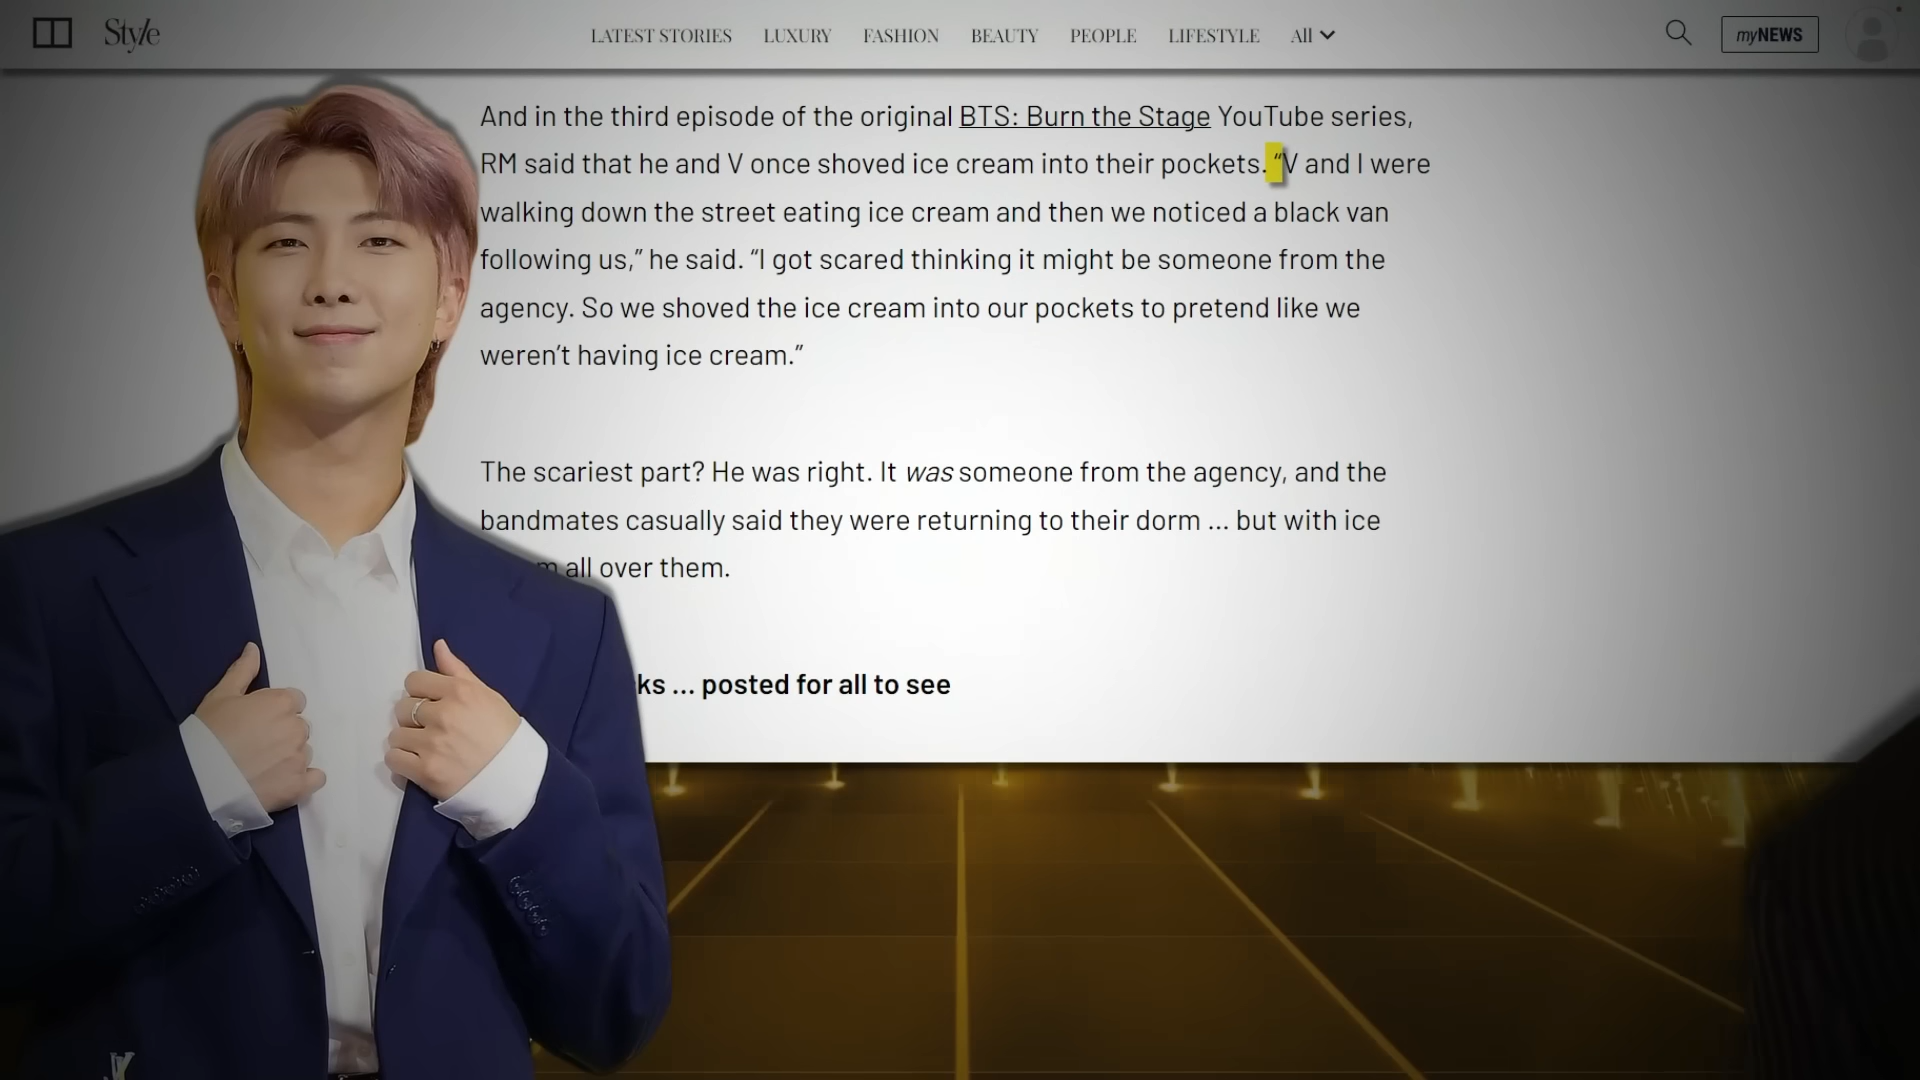 Style
LATEST STORIES LUXURY FASHION BEAUTY PEOPLE LIFESTYLE All
myNEWS
And in the third episode of the original BTS: Burn the Stage YouTube series,
RM said that he and V once shoved ice cream into their pockets. “V and I were
walking down the street eating ice cream and then we noticed a black van
following us,” he said. “I got scared thinking it might be someone from the
agency. So we shoved the ice cream into our pockets to pretend like we
weren’t having ice cream.”
The scariest part? He was right. It was someone from the agency, and the
bandmates casually said they were returning to their dorm ... but with ice
all over them.
... posted for all to see